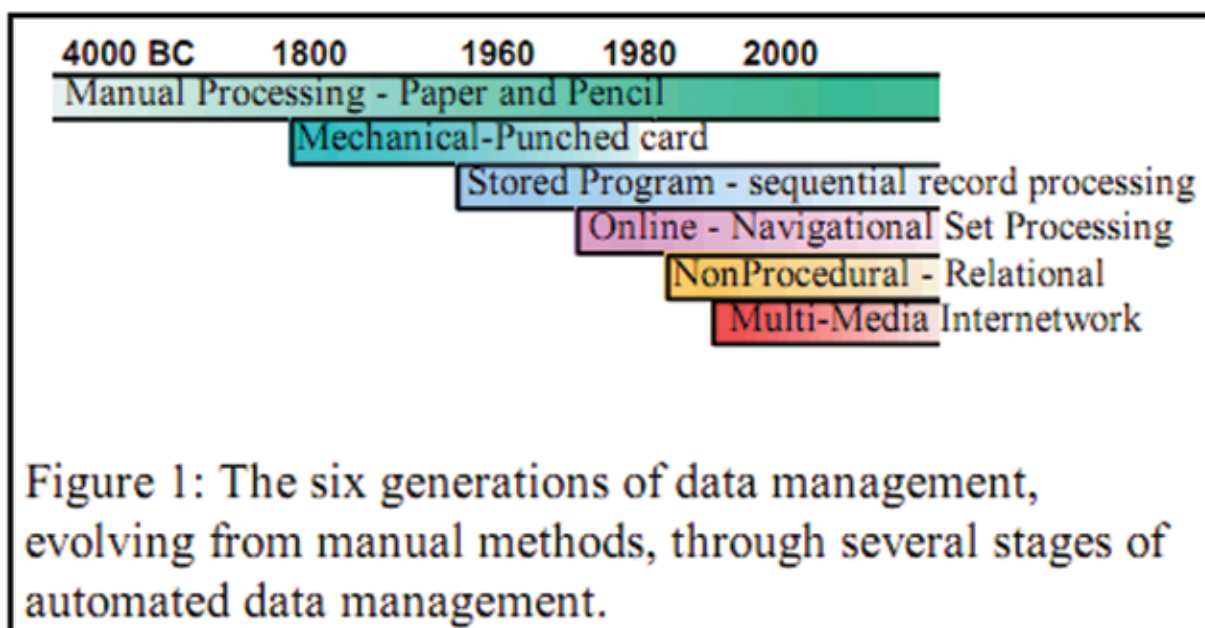 4000 BC 1800 1960 1980 2000
Manual Processing - Paper and Pencil
Mechanical-Punched card
Stored Program - sequential record processing
Online - Navigational Set Processing
NonProcedural - Relational
Multi-Media Internetwork
Figure 1: The six generations of data management,
evolving from manual methods, through several stages of
automated data management.